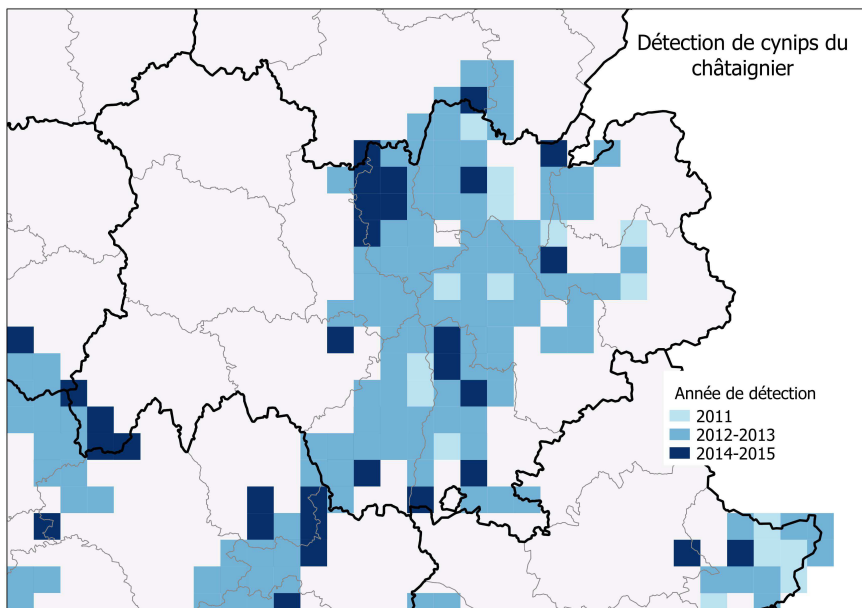 Détection de cynips du
châtaignier
Année de détection
2011
2012-2013
2014-2015